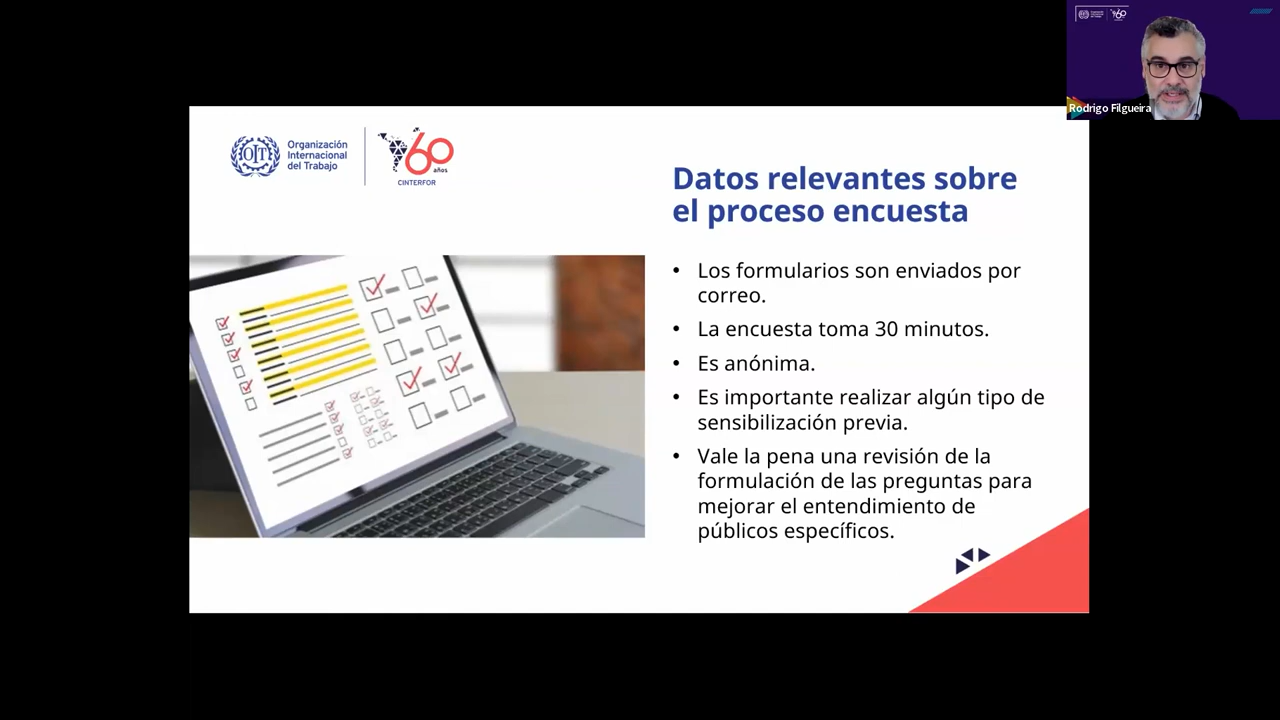 Rodrigo Filgueira
OIT
Organización
Internacional
del Trabajo
60
años
CINTERFOR
Datos relevantes sobre
el proceso encuesta
• Los formularios son enviados por
correo.
• La encuesta toma 30 minutos.
• Es anónima.
• Es importante realizar algún tipo de
sensibilización previa.
• Vale la pena una revisión de la
formulación de las preguntas para
mejorar el entendimiento de
públicos específicos.